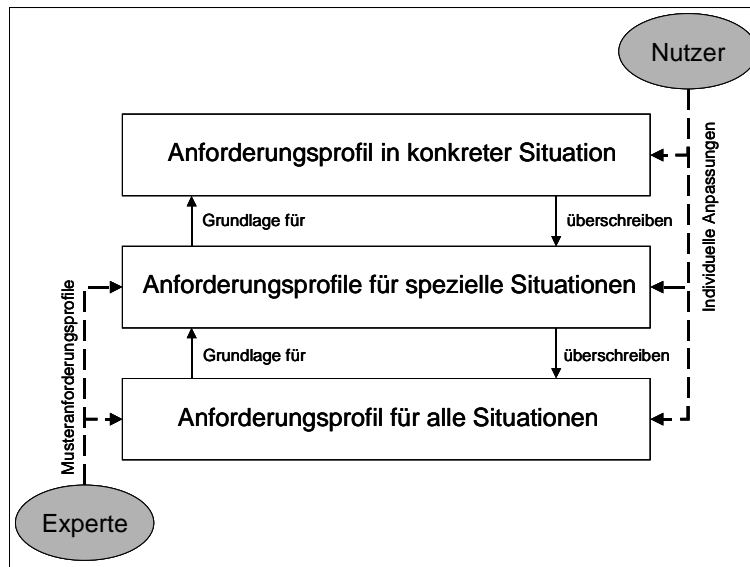 Nutzer
Anforderungsprofil in konkreter Situation
Grundlage für
überschreiben
Anforderungsprofile für spezielle Situationen
Grundlage für
überschreiben
Anforderungsprofil für alle Situationen
Individuelle Anpassungen
Musteranforderungsprofile
Experte